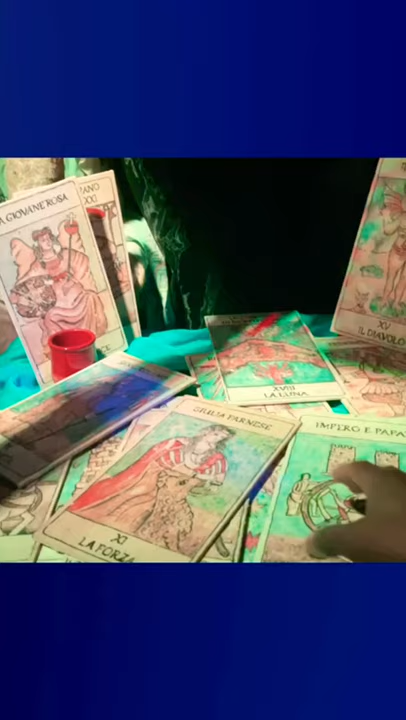 A GIOVANE ROSA
XV
IL DIAVOLO
XVIII
LA LUNA
GIULIA FARNESE
XI
LA FORZA
IMPERO E PAPA